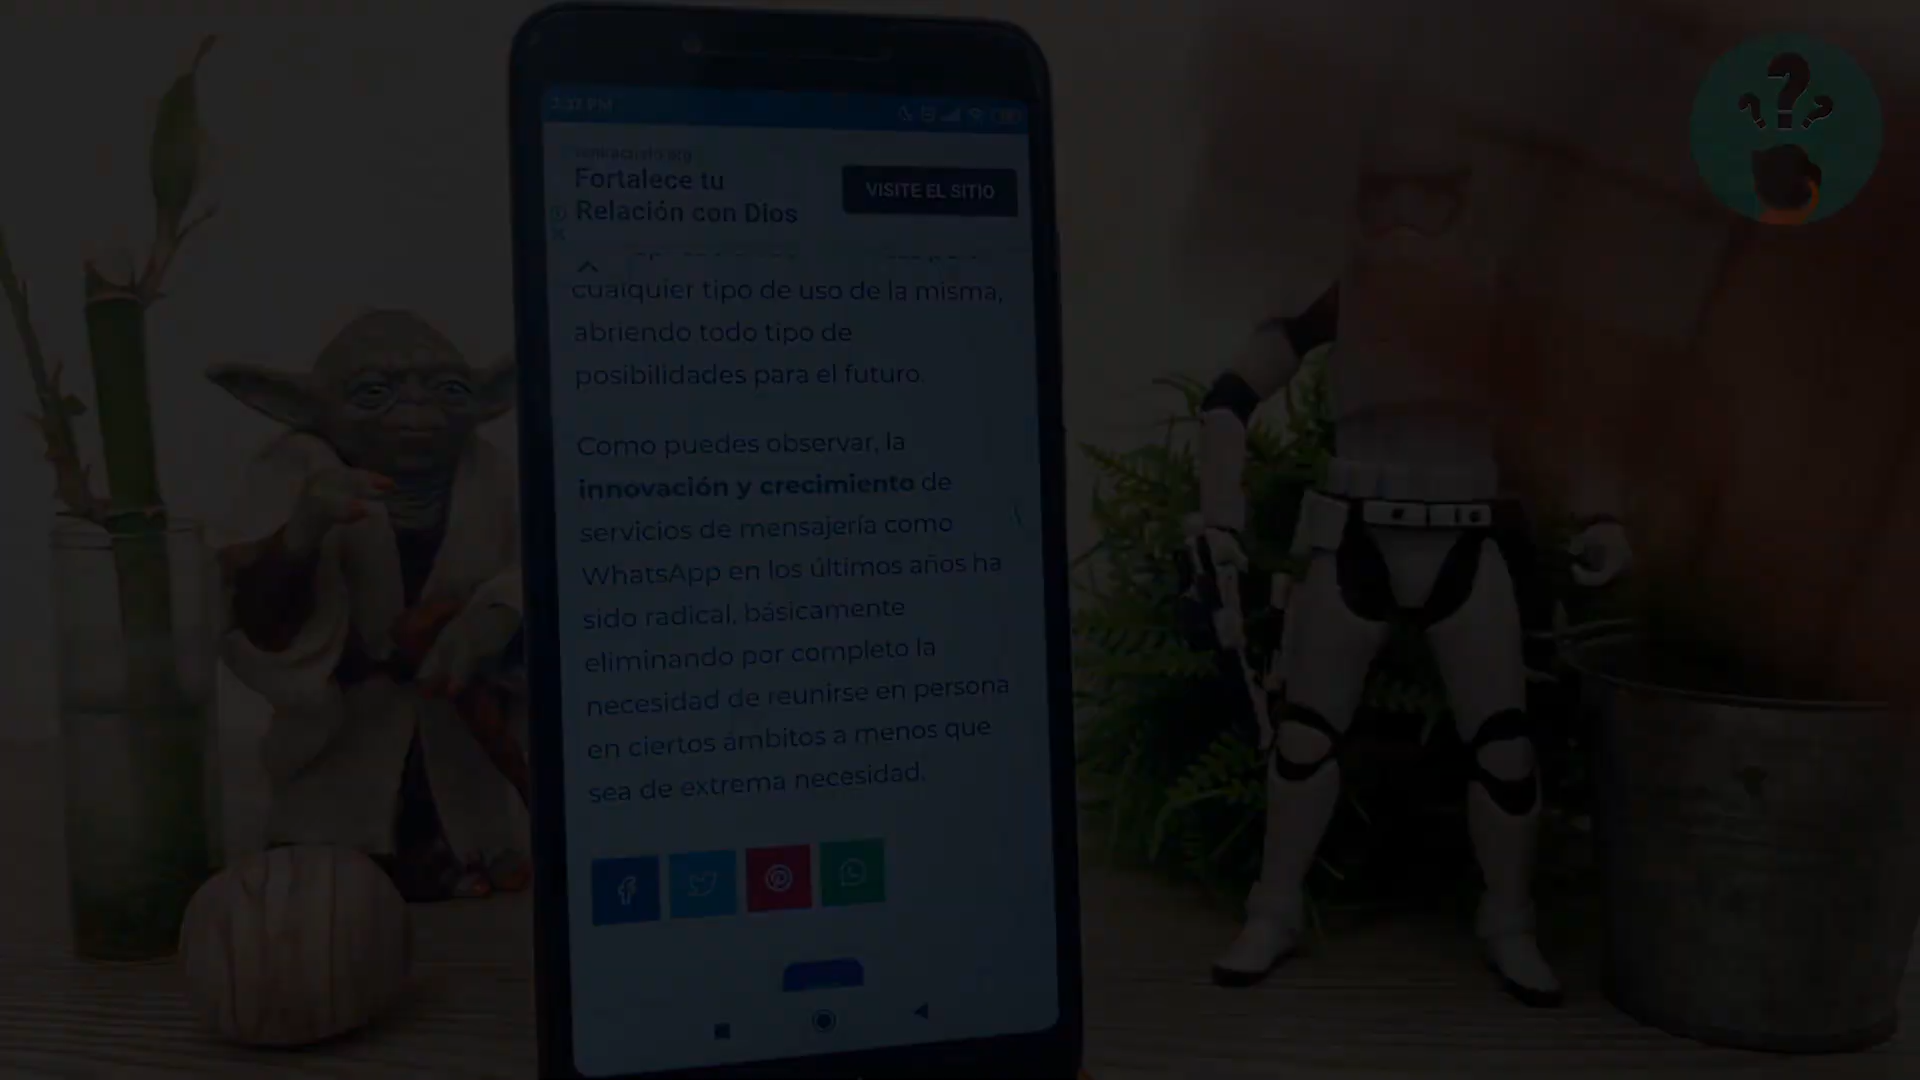 2:33 PM
Fortalece tu
Relación con Dios
VISITE EL SITIO
cualquier tipo de uso de la misma,
abriendo todo tipo de
posibilidades para el futuro.
Como puedes observar, la
innovación y crecimiento de
servicios de mensajería como
WhatsApp en los últimos años ha
sido radical, básicamente
eliminando por completo la
necesidad de reunirse en persona
en ciertos ámbitos a menos que
sea de extrema necesidad.